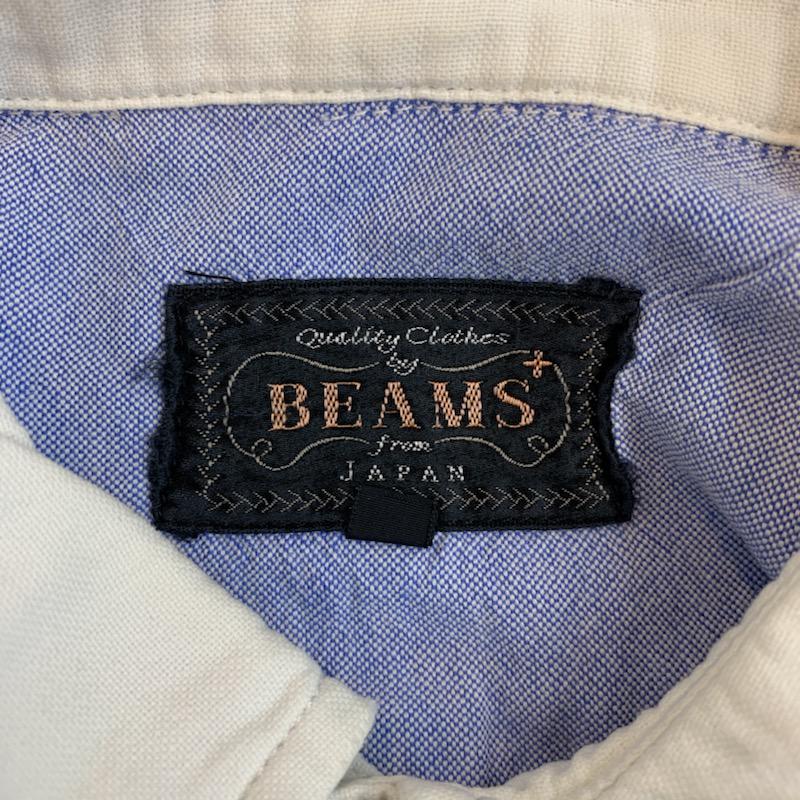 Quality Clothes
by
BEAMS+
from
JAPAN